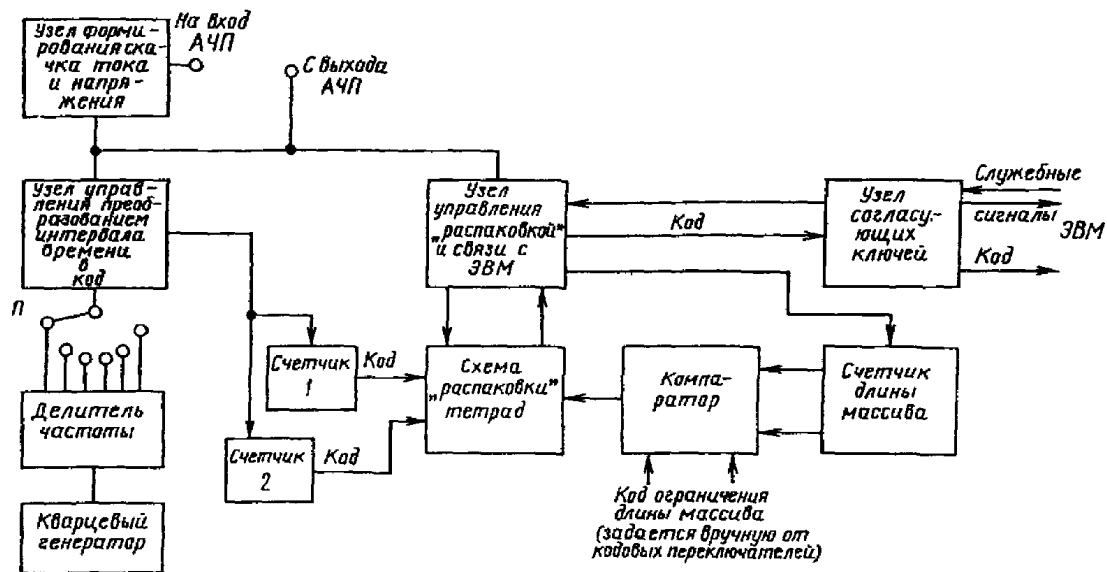 Узел форми-
рования ска-
чка тока
и напря-
жения
На вход
АЧП
С выхода
АЧП
Узел управ-
ления преоб-
разованием
интервала
времени
в
код
П
Делитель
частоты
Кварцевый
генератор
Счетчик
1
Код
Счетчик
2
Код
Узел
управления
„распаковкой"
и связи с
ЭВМ
Код
Схема
„распаковки"
тетрад
Компа-
ратор
Код ограничения
длины массива
(задается вручную от
кодовых переключателей)
Узел
согласу-
ющих
ключей
Служебные
сигналы
ЭВМ
Код
Счетчик
длины
массива